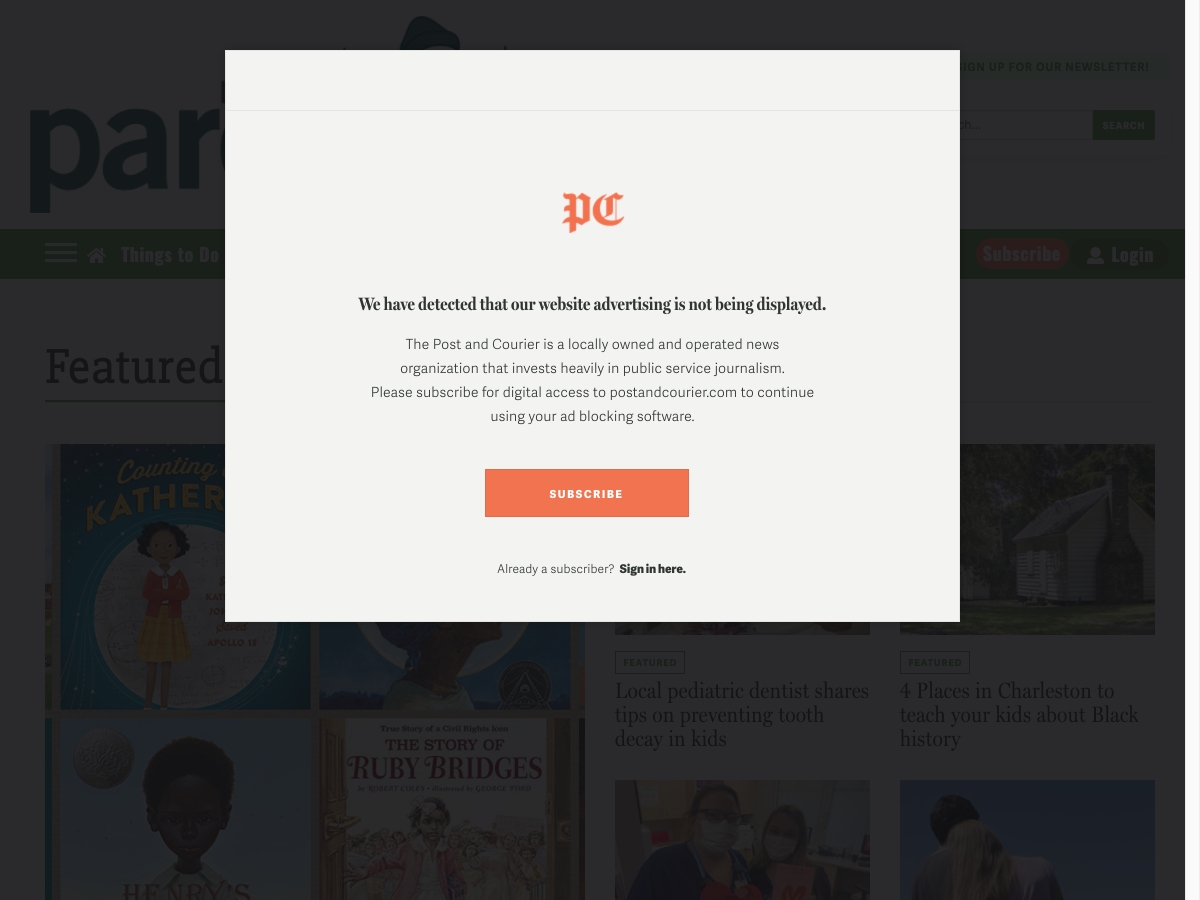 SIGN UP FOR OUR NEWSLETTER!
par
SEARCH
Things to Do
Subscribe
Login
PC
We have detected that our website advertising is not being displayed.
The Post and Courier is a locally owned and operated news
organization that invests heavily in public service journalism.
Please subscribe for digital access to postandcourier.com to continue
using your ad blocking software.
SUBSCRIBE
Already a subscriber? Sign in here.
Featured
Counting
KATHER
APOLLO 13
FEATURED
Local pediatric dentist shares
tips on preventing tooth
decay in kids
FEATURED
4 Places in Charleston to
teach your kids about Black
history
True Story of a Civil Rights Icon
THE STORY OF
RUBY BRIDGES
by ROBERT COLES • illustrated by GEORGE FORD
HENRY'S